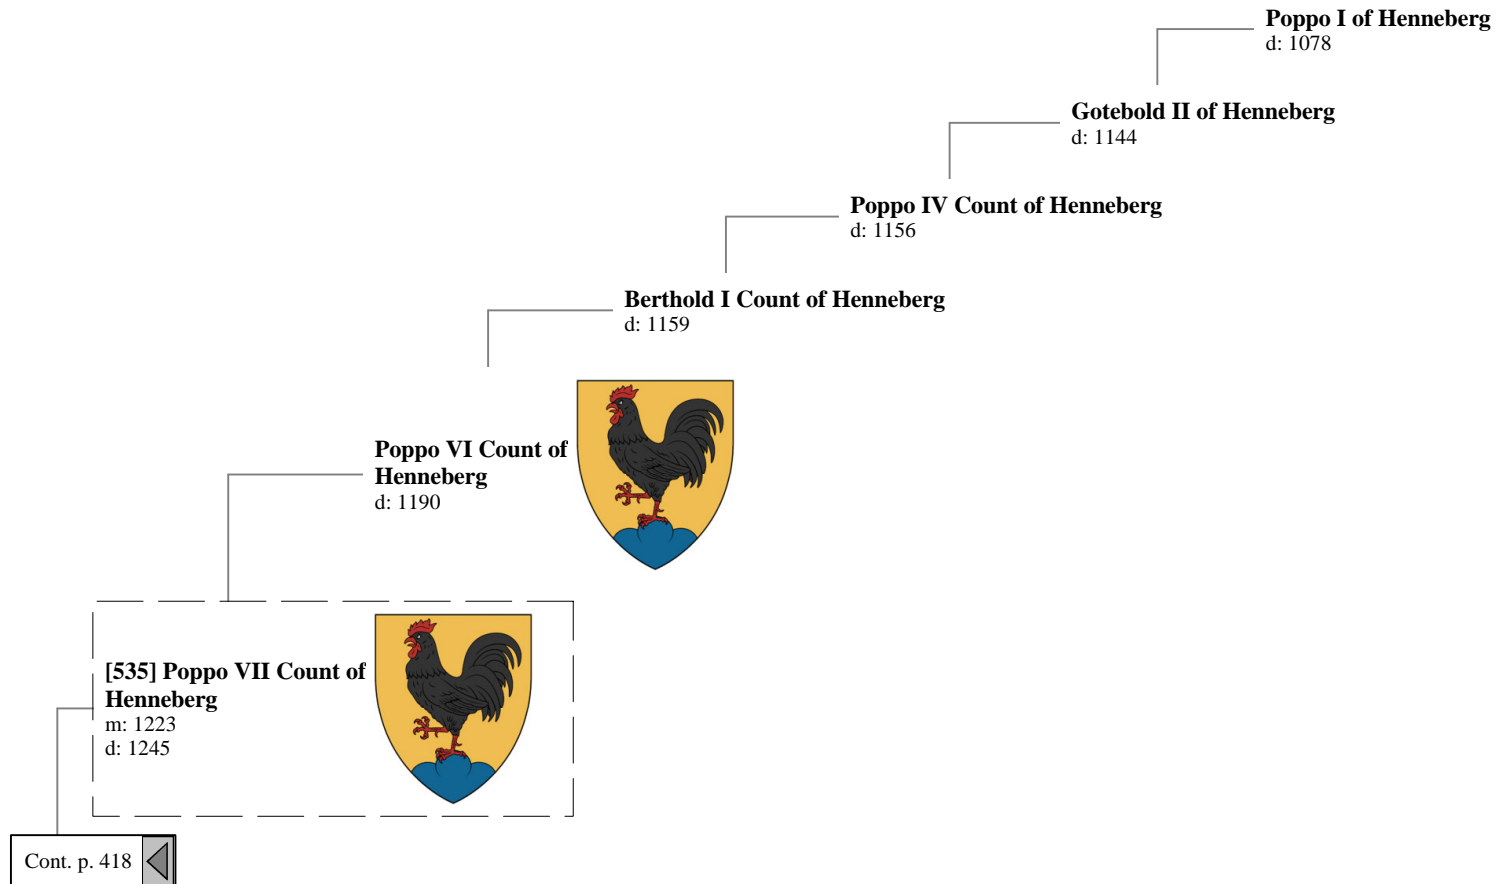 Poppo I of Henneberg
d: 1078
Gotebold II of Henneberg
d: 1144
Poppo IV Count of Henneberg
d: 1156
Berthold I Count of Henneberg
d: 1159
Poppo VI Count of
Henneberg
d: 1190
[535] Poppo VII Count of
Henneberg
m: 1223
d: 1245
Cont. p. 418